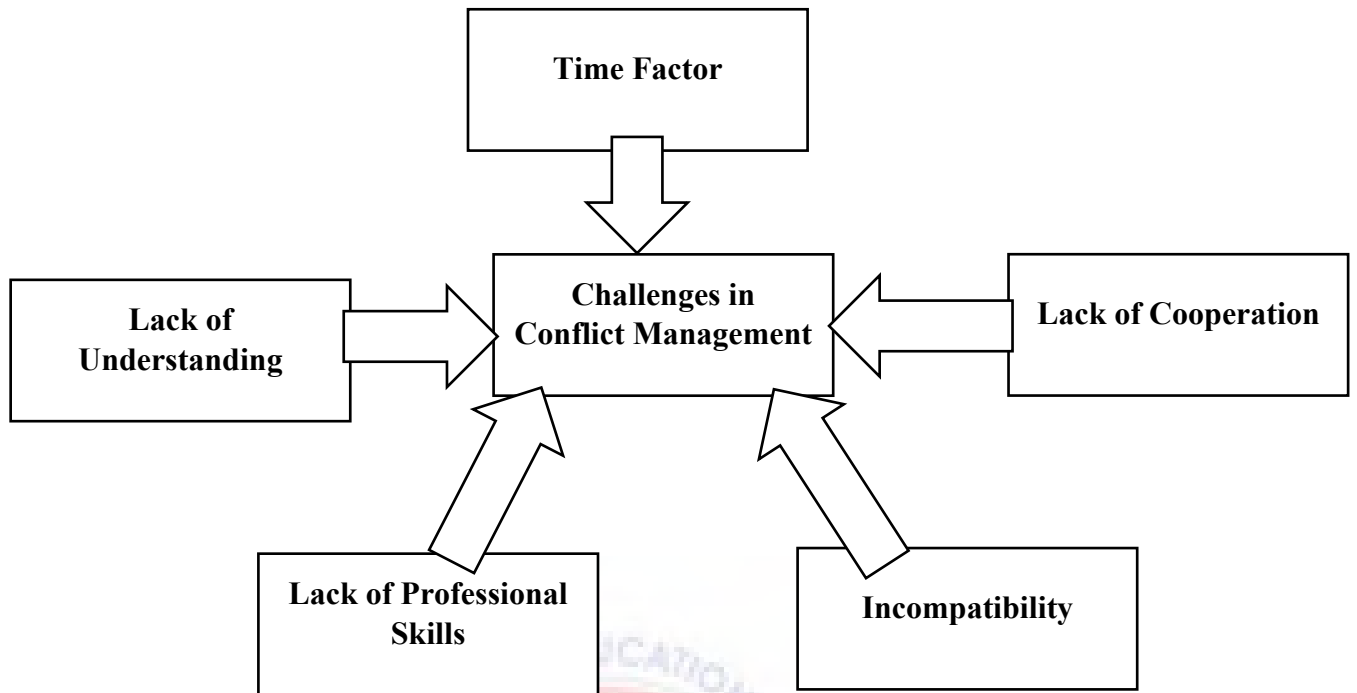 Time Factor
Challenges in
Conflict Management
Lack of
Understanding
Lack of Cooperation
Lack of Professional
Skills
Incompatibility